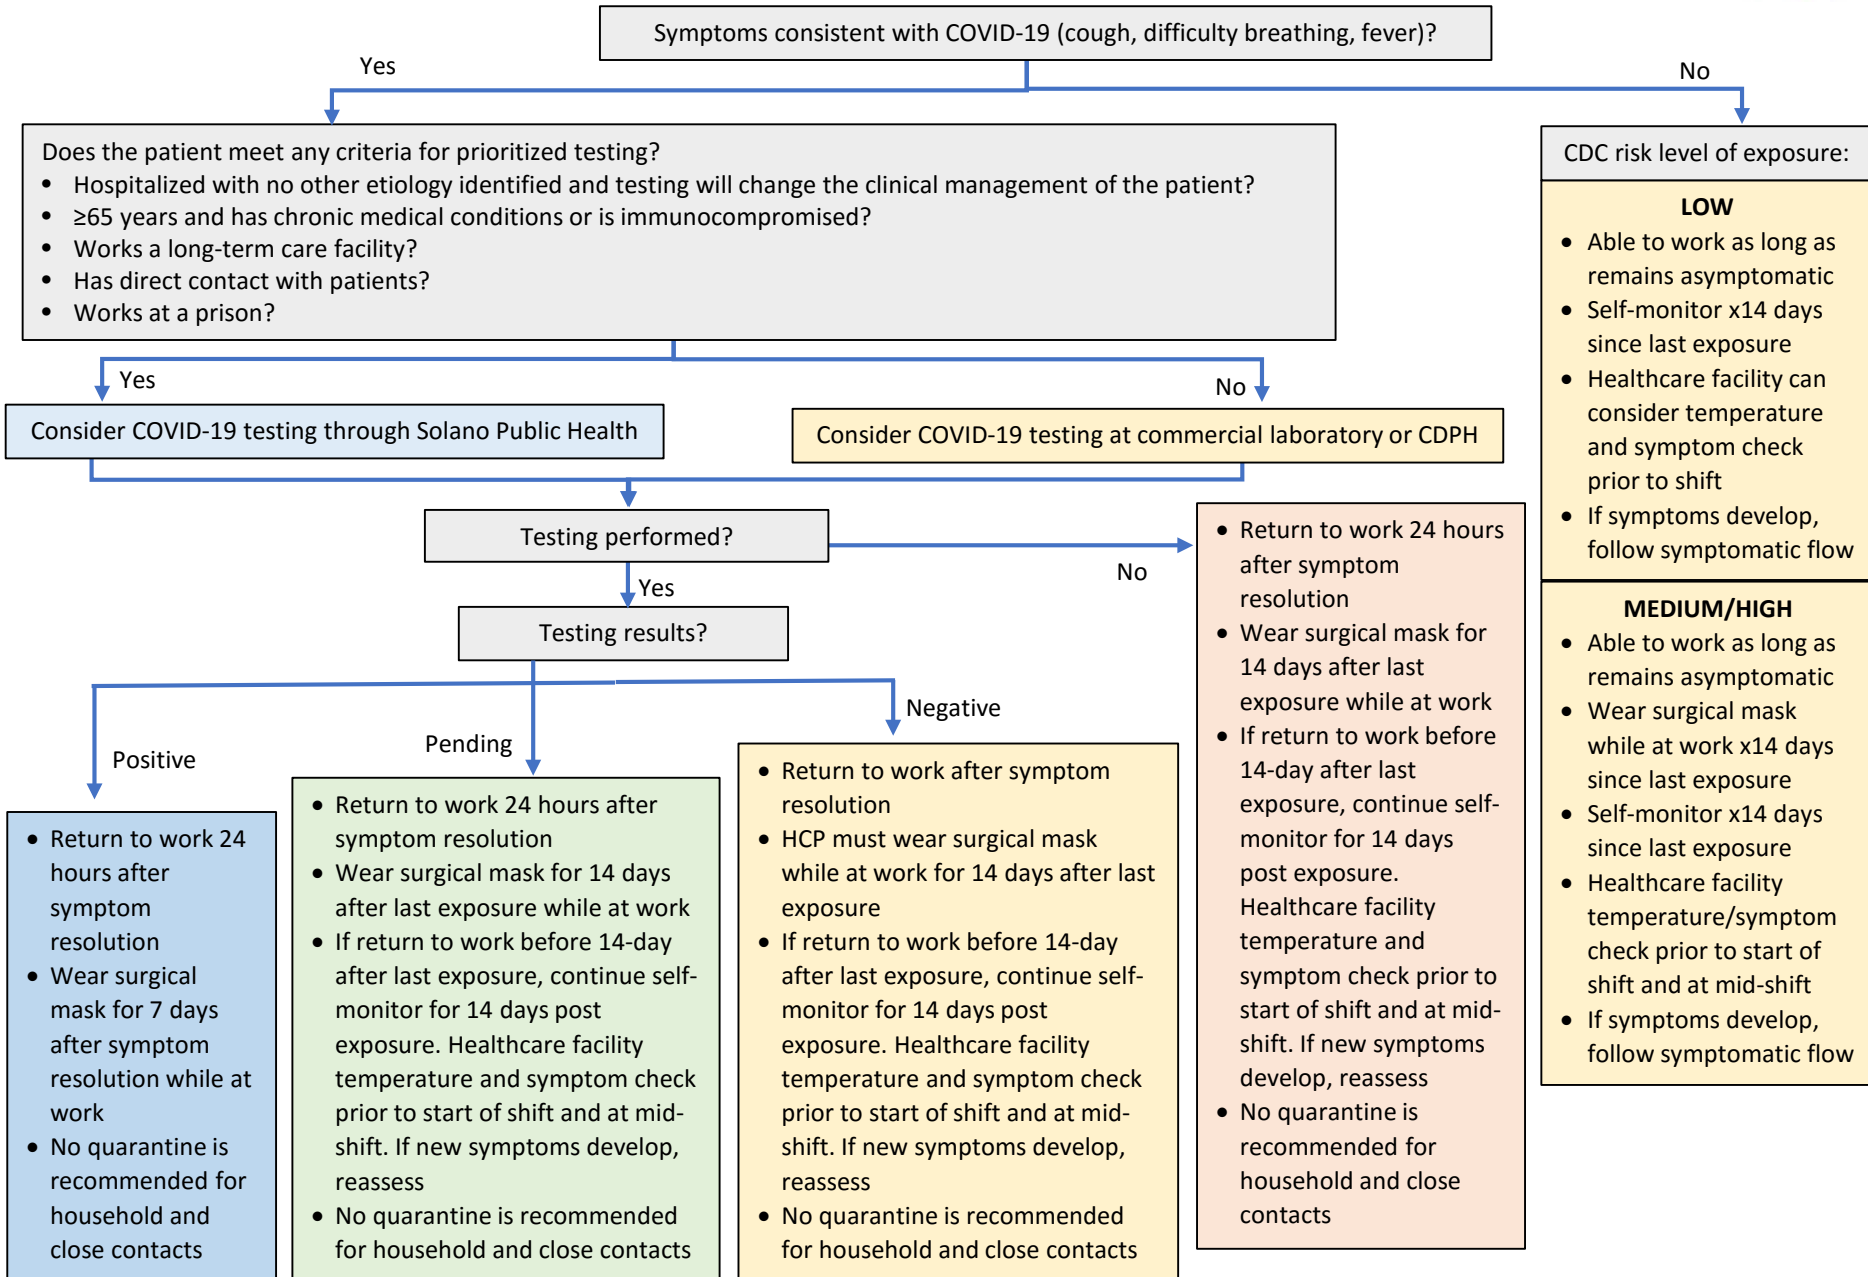 Symptoms consistent with COVID-19 (cough, difficulty breathing, fever)?
Yes
No
Does the patient meet any criteria for prioritized testing?
• Hospitalized with no other etiology identified and testing will change the clinical management of the patient?
• ≥65 years and has chronic medical conditions or is immunocompromised?
• Works a long-term care facility?
• Has direct contact with patients?
• Works at a prison?
Yes
No
Consider COVID-19 testing through Solano Public Health
Consider COVID-19 testing at commercial laboratory or CDPH
Testing performed?
No
Yes
Testing results?
Positive
Pending
Negative
• Return to work 24
hours after
symptom
resolution
• Wear surgical
mask for 7 days
after symptom
resolution while at
work
• No quarantine is
recommended for
household and
close contacts
• Return to work 24 hours after
symptom resolution
• Wear surgical mask for 14 days
after last exposure while at work
• If return to work before 14-day
after last exposure, continue self-
monitor for 14 days post
exposure. Healthcare facility
temperature and symptom check
prior to start of shift and at mid-
shift. If new symptoms develop,
reassess
• No quarantine is recommended
for household and close contacts
• Return to work after symptom
resolution
• HCP must wear surgical mask
while at work for 14 days after last
exposure
• If return to work before 14-day
after last exposure, continue self-
monitor for 14 days post
exposure. Healthcare facility
temperature and symptom check
prior to start of shift and at mid-
shift. If new symptoms develop,
reassess
• No quarantine is recommended
for household and close contacts
• Return to work 24 hours
after symptom
resolution
• Wear surgical mask for
14 days after last
exposure while at work
• If return to work before
14-day after last
exposure, continue self-
monitor for 14 days
post exposure.
Healthcare facility
temperature and
symptom check prior to
start of shift and at mid-
shift. If new symptoms
develop, reassess
• No quarantine is
recommended for
household and close
contacts
CDC risk level of exposure:
LOW
• Able to work as long as
remains asymptomatic
• Self-monitor x14 days
since last exposure
• Healthcare facility can
consider temperature
and symptom check
prior to shift
• If symptoms develop,
follow symptomatic flow
MEDIUM/HIGH
• Able to work as long as
remains asymptomatic
• Wear surgical mask
while at work x14 days
since last exposure
• Self-monitor x14 days
since last exposure
• Healthcare facility
temperature/symptom
check prior to start of
shift and at mid-shift
• If symptoms develop,
follow symptomatic flow